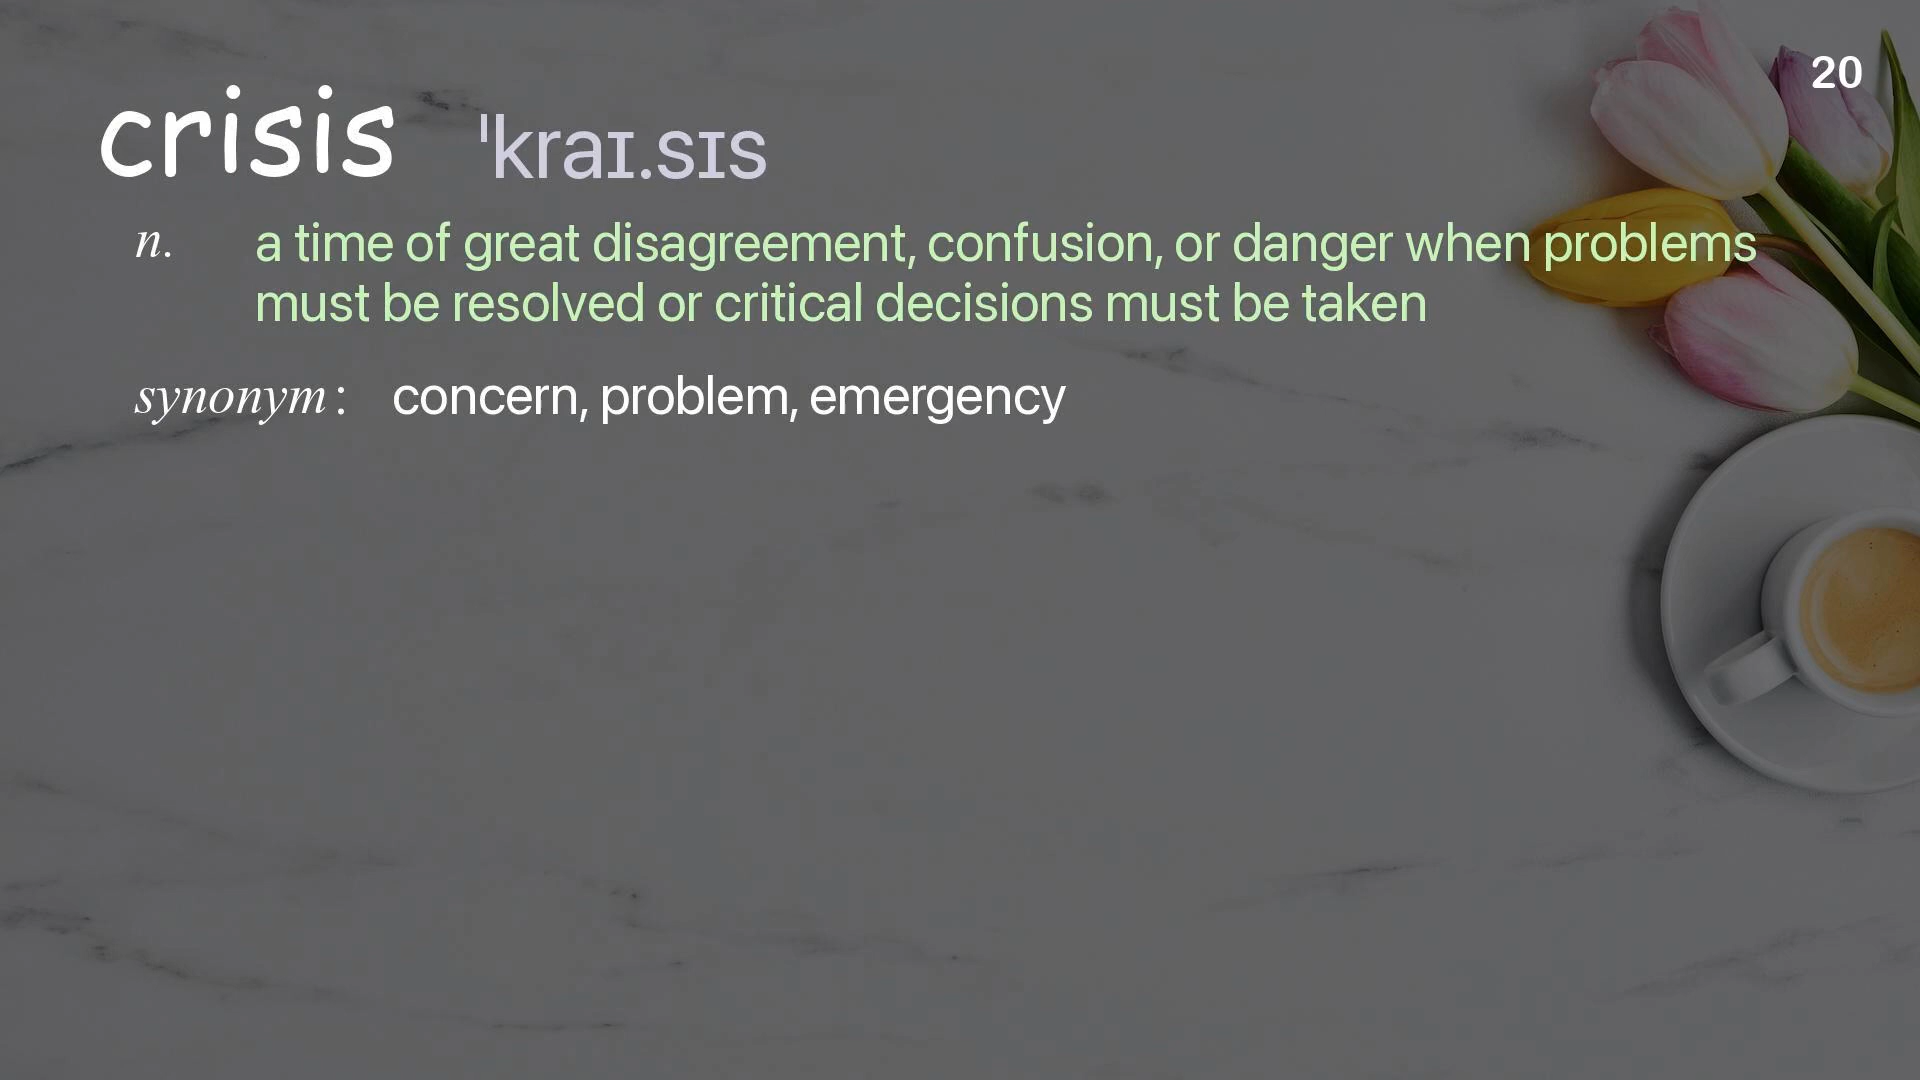 20
crisis ˈkraɪ.sɪs
n. a time of great disagreement, confusion, or danger when problems
must be resolved or critical decisions must be taken
synonym: concern, problem, emergency